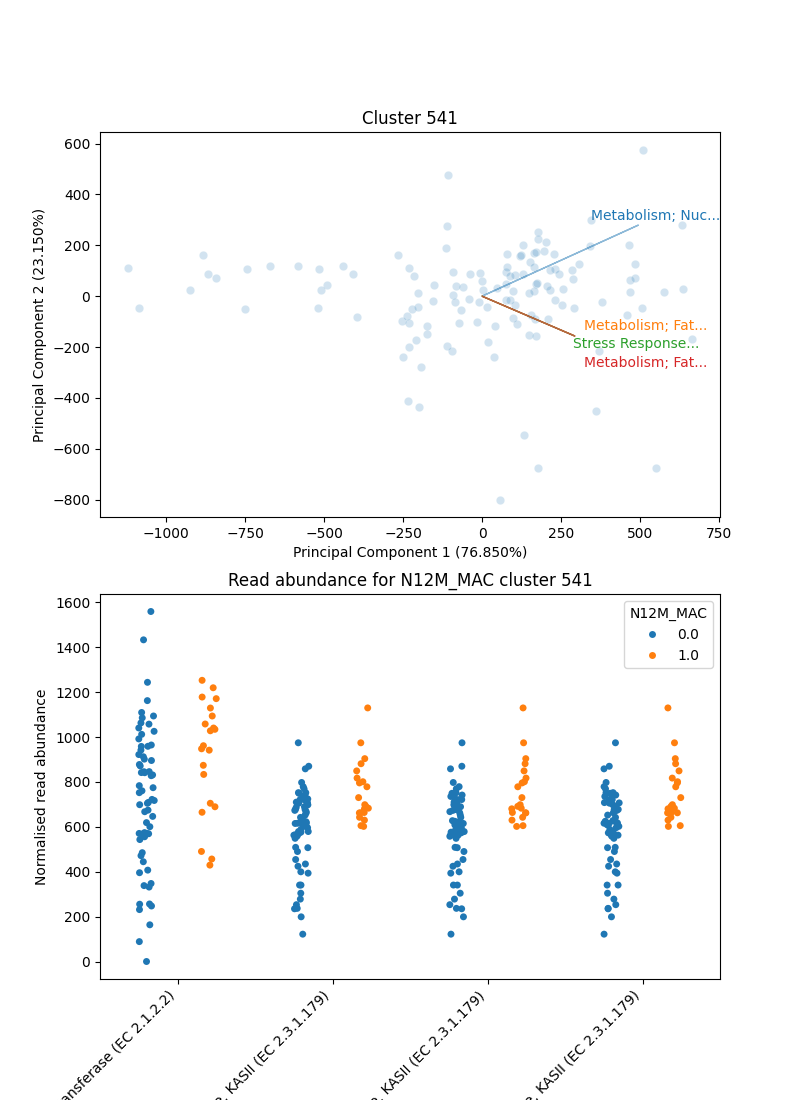 Cluster 541
600
400
200
0
−200
−400
−600
−800
Principal Component 2 (23.150%)
Metabolism; Nuc...
Metabolism; Fat...
Stress Response...
Metabolism; Fat...
−1000
−750
−500
−250
0
250
500
750
Principal Component 1 (76.850%)
Read abundance for N12M_MAC cluster 541
1600
1400
1200
1000
800
600
400
200
0
Normalised read abundance
N12M_MAC
0.0
1.0
ansferase (EC 2.1.2.2)
KASII (EC 2.3.1.179)
KASII (EC 2.3.1.179)
KASII (EC 2.3.1.179)